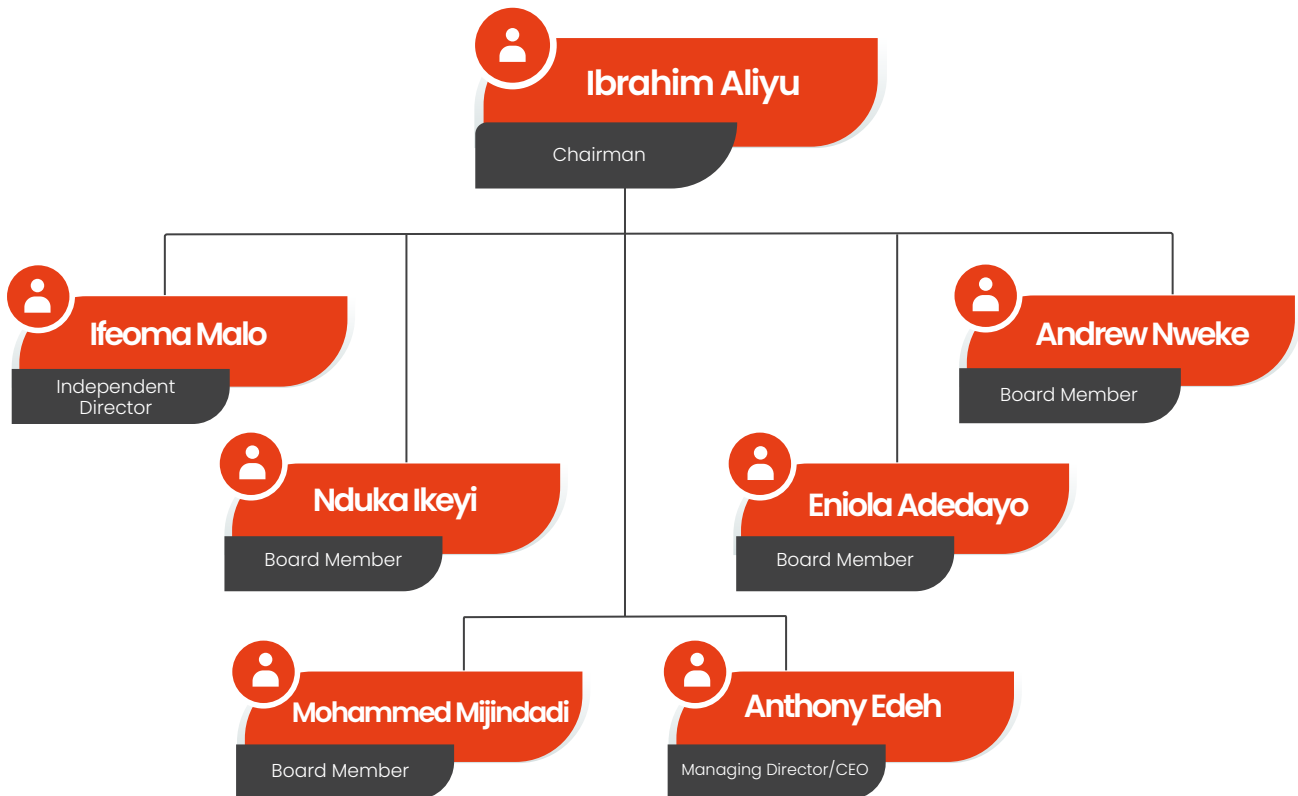 Ibrahim Aliyu
Chairman
Ifeoma Malo
Independent
Director
Andrew Nweke
Board Member
Nduka Ikeyi
Board Member
Eniola Adedayo
Board Member
Mohammed Mijindadi
Board Member
Anthony Edeh
Managing Director/CEO